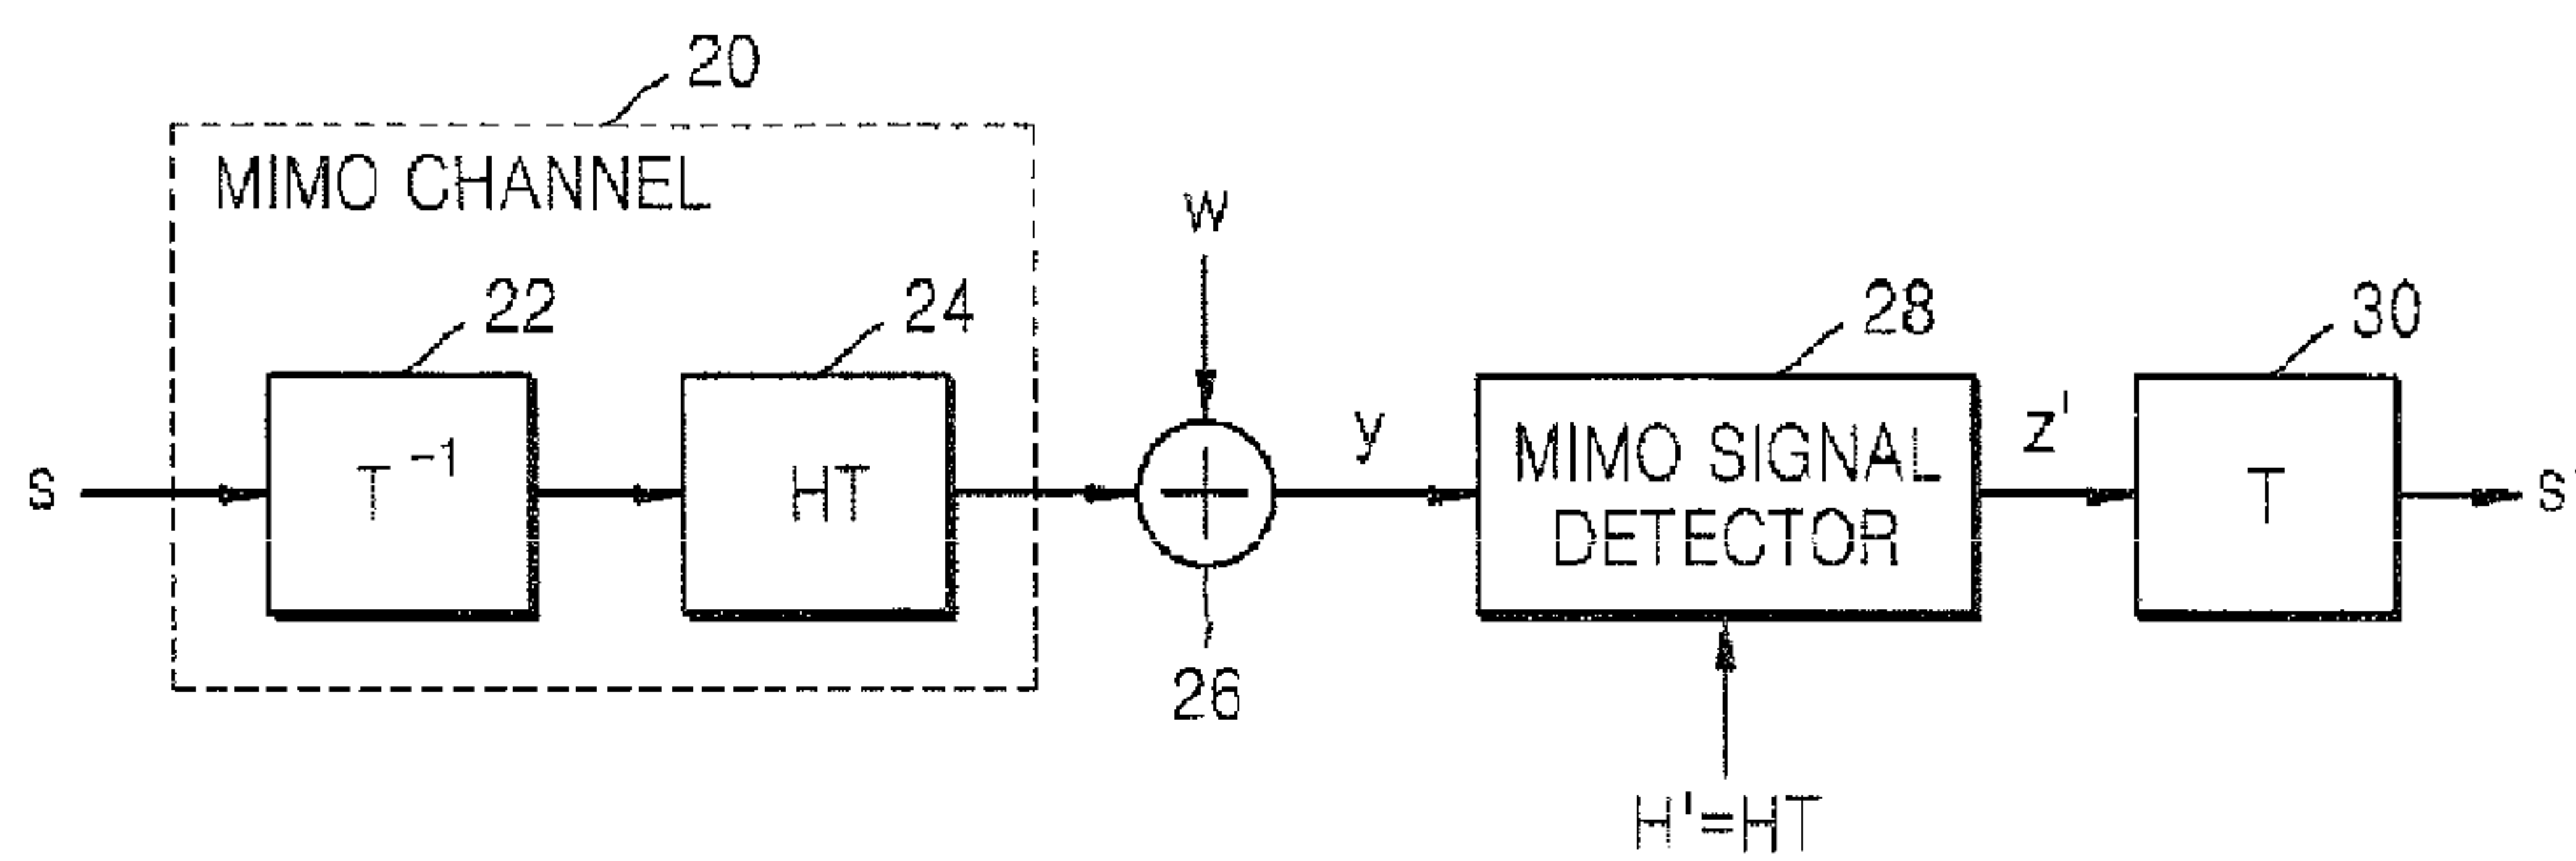 20
MIMO CHANNEL
w
22
24
28
30
s
T⁻¹
HT
y
MIMO SIGNAL
DETECTOR
z'
T
s'
26
H'=HT